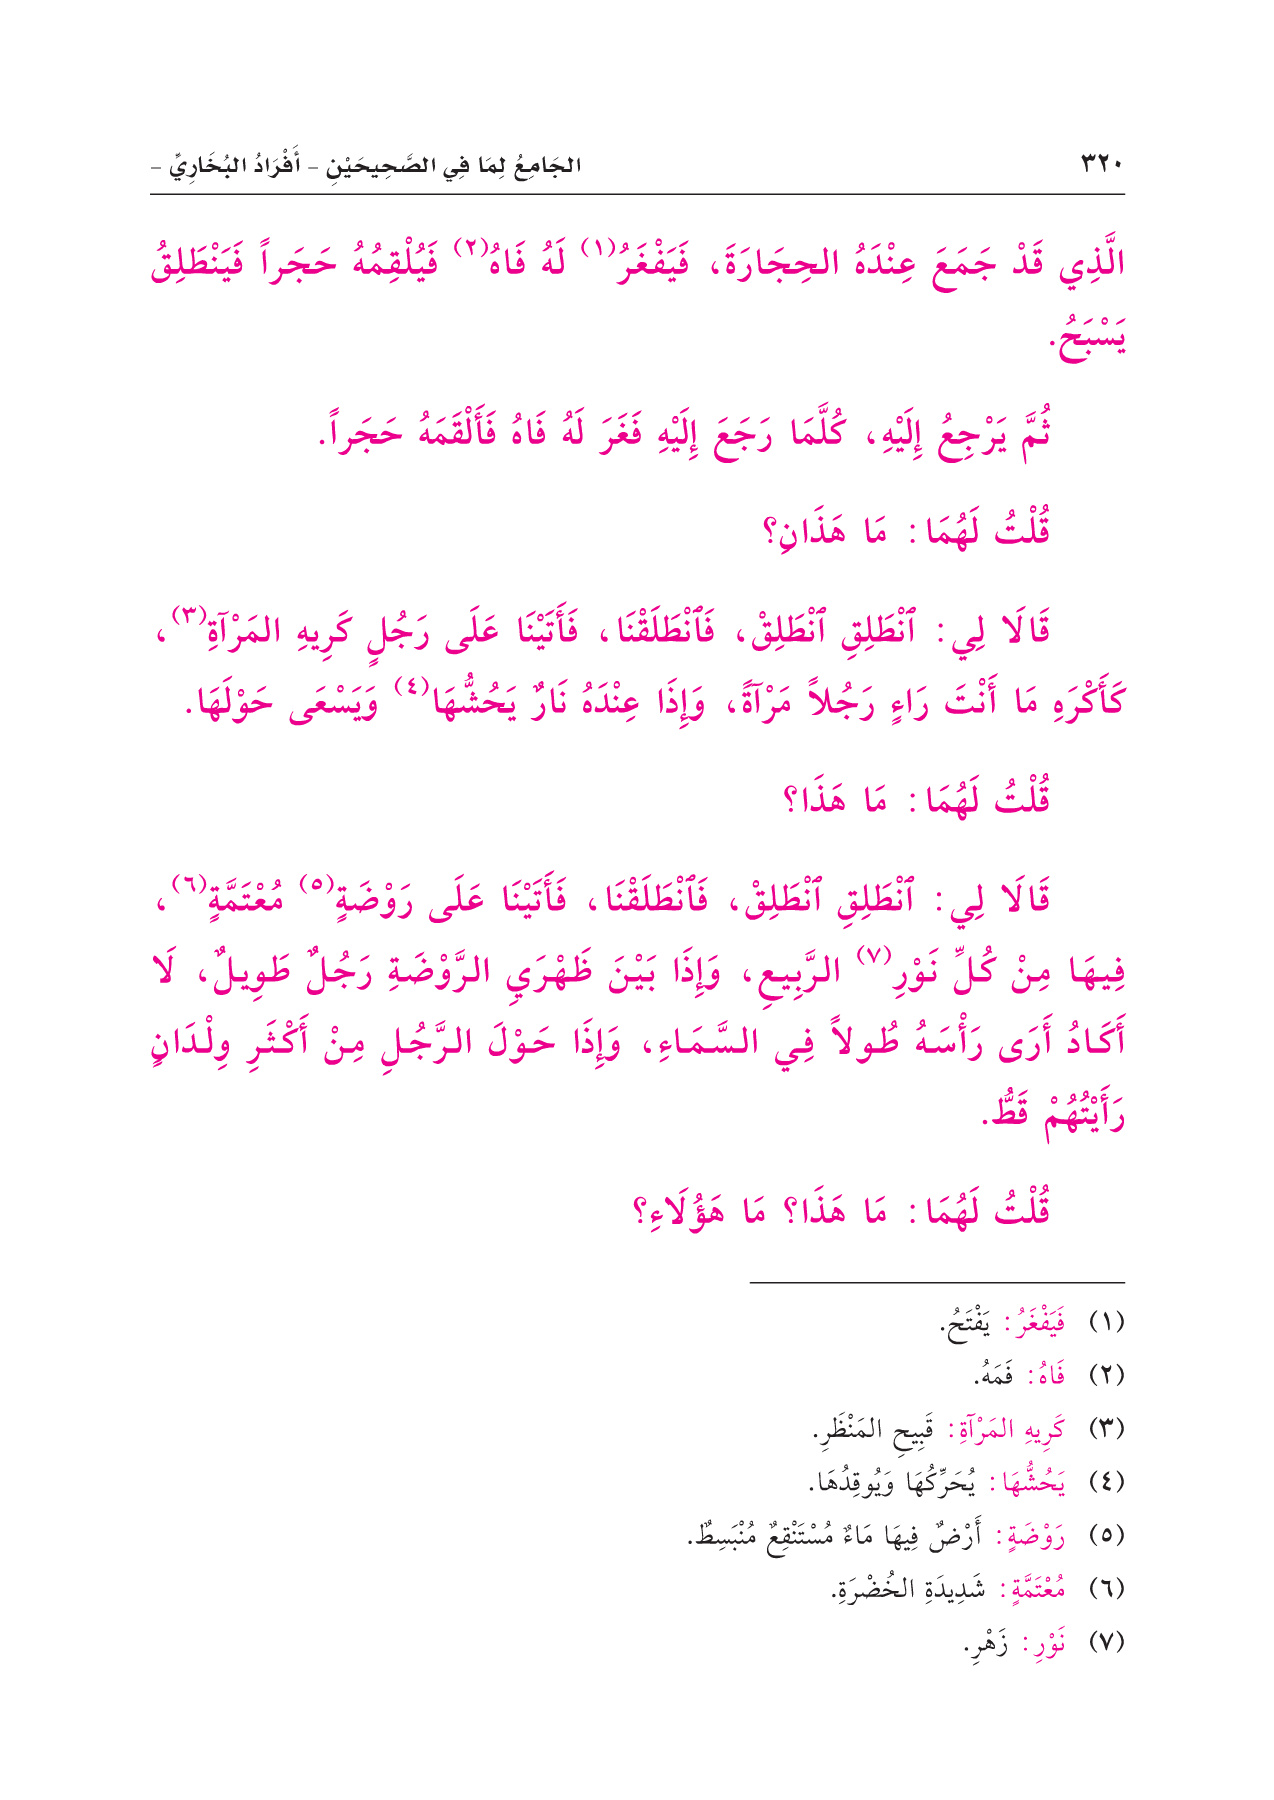 ٣٢٠ الجَامِعُ لِمَا فِي الصَّحِيحَيْنِ - أَفْرَادُ البُخَارِيِّ -
الَّذِي قَدْ جَمَعَ عِنْدَهُ الحِجَارَةَ، فَيَفْغَرُ(١) لَهُ فَاهُ(٢) فَيُلْقِمُهُ حَجَراً فَيَنْطَلِقُ
يَسْبَحُ.
ثُمَّ يَرْجِعُ إِلَيْهِ، كُلَّمَا رَجَعَ إِلَيْهِ فَغَرَ لَهُ فَاهُ فَأَلْقَمَهُ حَجَراً.
قُلْتُ لَهُمَا: مَا هَذَانِ؟
قَالَا لِي: ٱنْطَلِقِ ٱنْطَلِقْ، فَٱنْطَلَقْنَا، فَأَتَيْنَا عَلَى رَجُلٍ كَرِيهِ المَرْآةِ(٣)،
كَأَكْرَهِ مَا أَنْتَ رَاءٍ رَجُلاً مَرْآةً، وَإِذَا عِنْدَهُ نَارٌ يَحُشُّهَا(٤) وَيَسْعَى حَوْلَهَا.
قُلْتُ لَهُمَا: مَا هَذَا؟
قَالَا لِي: ٱنْطَلِقِ ٱنْطَلِقْ، فَٱنْطَلَقْنَا، فَأَتَيْنَا عَلَى رَوْضَةٍ(٥) مُعْتَمَّةٍ(٦)،
فِيهَا مِنْ كُلِّ نَوْرِ(٧) الرَّبِيعِ، وَإِذَا بَيْنَ ظَهْرَيِ الرَّوْضَةِ رَجُلٌ طَوِيلٌ، لَا
أَكَادُ أَرَى رَأْسَهُ طُولاً فِي السَّمَاءِ، وَإِذَا حَوْلَ الرَّجُلِ مِنْ أَكْثَرِ وِلْدَانٍ
رَأَيْتُهُمْ قَطُّ.
قُلْتُ لَهُمَا: مَا هَذَا؟ مَا هَؤُلَاءِ؟
(١) فَيَفْغَرُ: يَفْتَحُ.
(٢) فَاهُ: فَمَهُ.
(٣) كَرِيهِ المَرْآةِ: قَبِيحِ المَنْظَرِ.
(٤) يَحُشُّهَا: يُحَرِّكُهَا وَيُوقِدُهَا.
(٥) رَوْضَةٍ: أَرْضٌ فِيهَا مَاءٌ مُسْتَنْقِعٌ مُنْبَسِطٌ.
(٦) مُعْتَمَّةٍ: شَدِيدَةِ الخُضْرَةِ.
(٧) نَوْرِ: زَهْرِ.